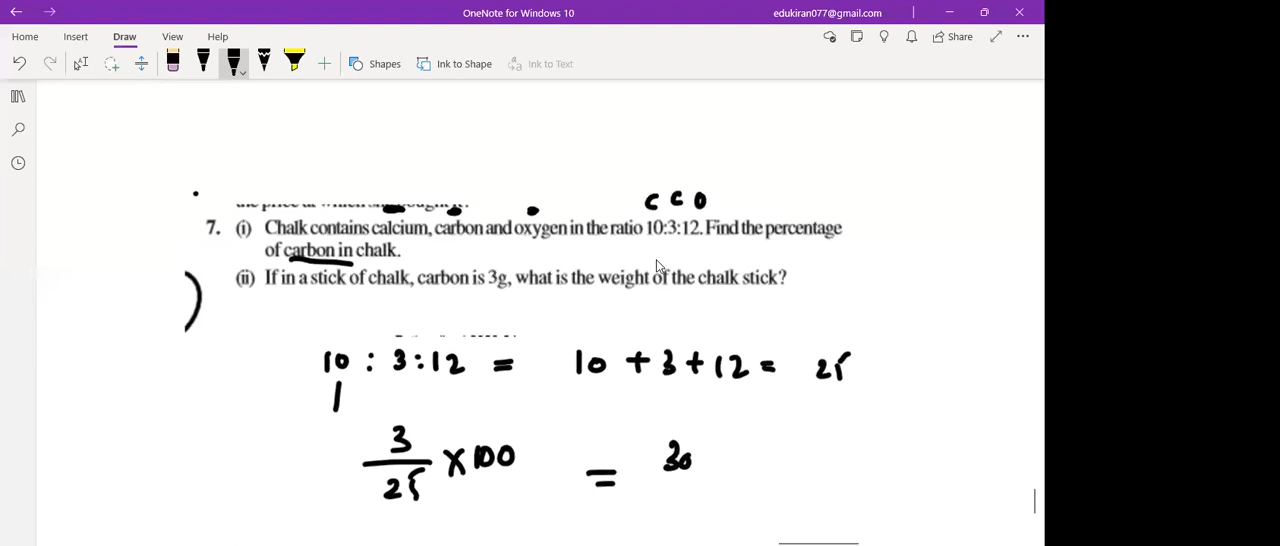 OneNote for Windows 10
edukiran077@gmail.com
Home Insert Draw View Help
Share
Shapes
Ink to Shape
Ink to Text
C C O
7. (i) Chalk contains calcium, carbon and oxygen in the ratio 10:3:12. Find the percentage
of carbon in chalk.
(ii) If in a stick of chalk, carbon is 3g, what is the weight of the chalk stick?
10 : 3 : 12 = 10 + 3 + 12 = 25
3
25
× 100 = 30